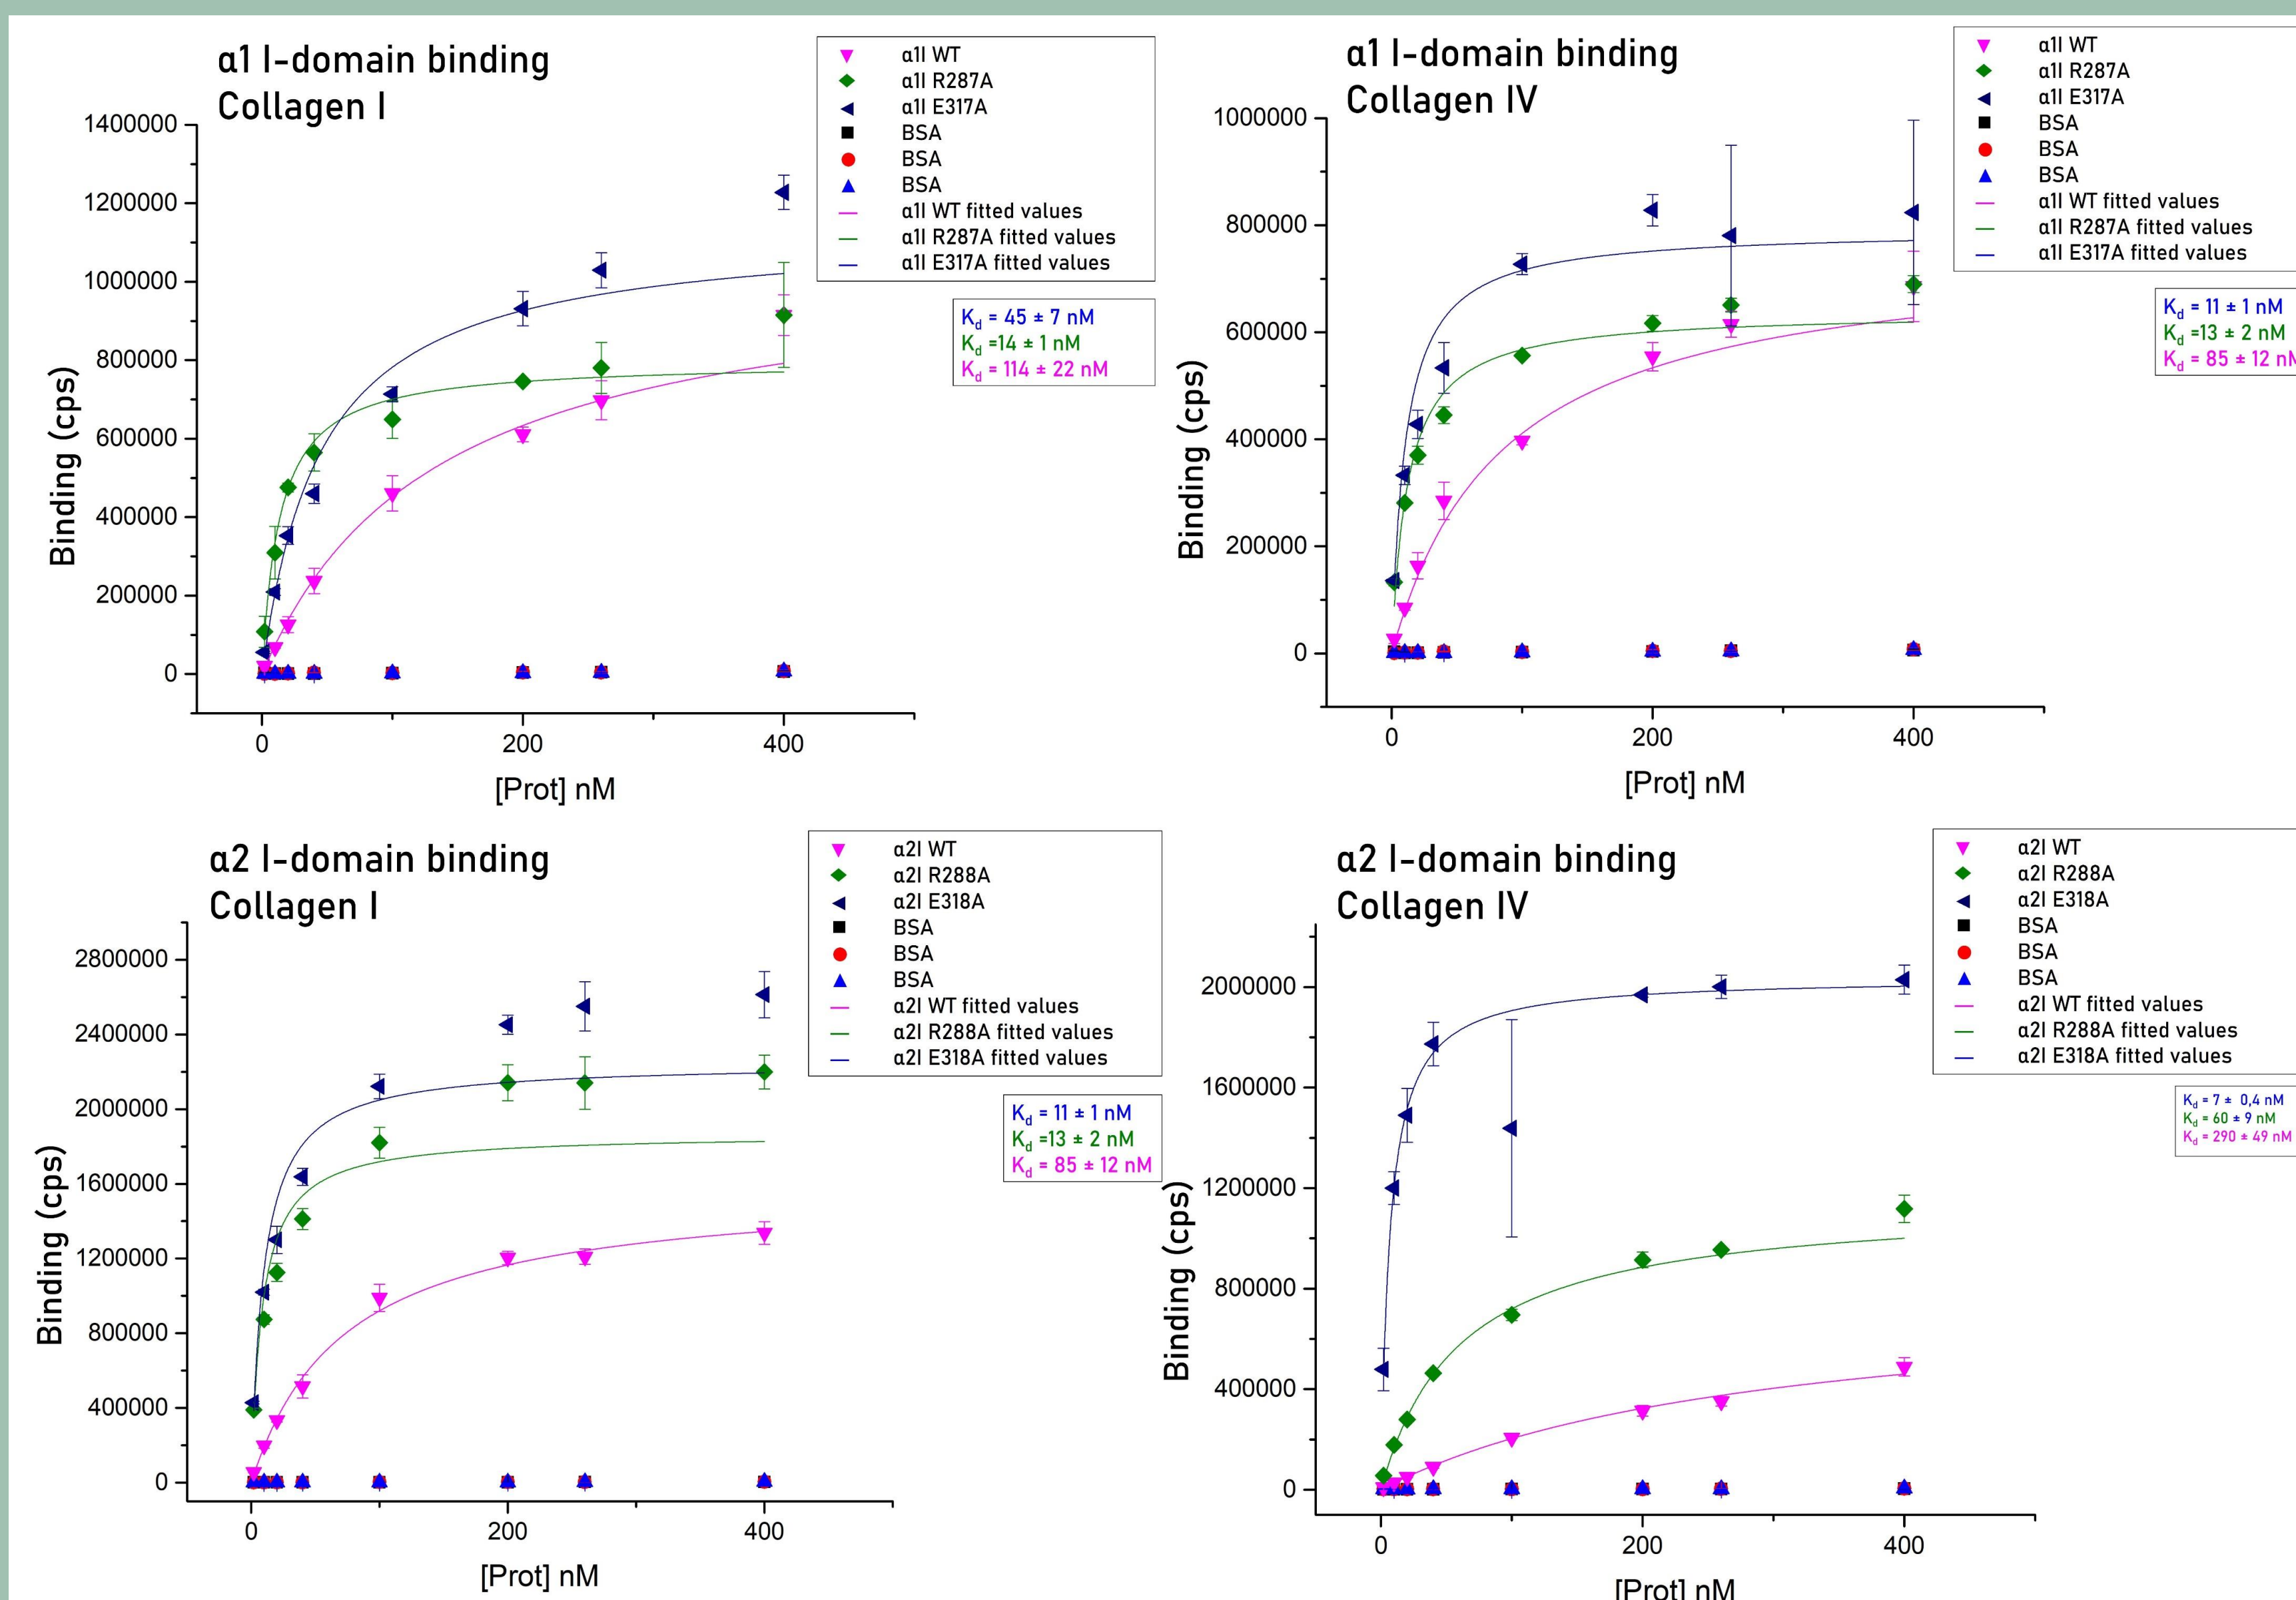 α1 I-domain binding
Collagen I
1400000
1200000
1000000
800000
600000
400000
200000
0
0
200
400
Binding (cps)
[Prot] nM
α1I WT
α1I R287A
α1I E317A
BSA
BSA
BSA
α1I WT fitted values
α1I R287A fitted values
α1I E317A fitted values
Kd = 45 ± 7 nM
Kd =14 ± 1 nM
Kd = 114 ± 22 nM
α1 I-domain binding
Collagen IV
1000000
800000
600000
400000
200000
0
0
200
400
Binding (cps)
[Prot] nM
α1I WT
α1I R287A
α1I E317A
BSA
BSA
BSA
α1I WT fitted values
α1I R287A fitted values
α1I E317A fitted values
Kd = 11 ± 1 nM
Kd =13 ± 2 nM
Kd = 85 ± 12 nM
α2 I-domain binding
Collagen I
2800000
2400000
2000000
1600000
1200000
800000
400000
0
0
200
400
Binding (cps)
[Prot] nM
α2I WT
α2I R288A
α2I E318A
BSA
BSA
BSA
α2I WT fitted values
α2I R288A fitted values
α2I E318A fitted values
Kd = 11 ± 1 nM
Kd =13 ± 2 nM
Kd = 85 ± 12 nM
α2 I-domain binding
Collagen IV
2000000
1600000
1200000
800000
400000
0
0
200
400
Binding (cps)
[Prot] nM
α2I WT
α2I R288A
α2I E318A
BSA
BSA
BSA
α2I WT fitted values
α2I R288A fitted values
α2I E318A fitted values
Kd = 7 ± 0,4 nM
Kd = 60 ± 9 nM
Kd = 290 ± 49 nM